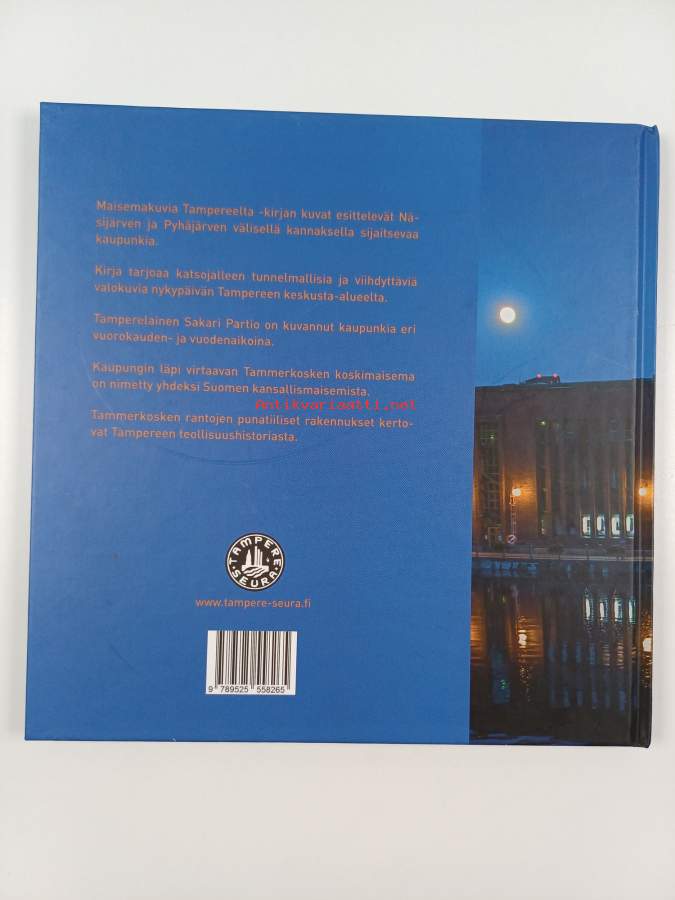 Maisemakuvia Tampereelta -kirjan kuvat esittelevät Nä-
sijärven ja Pyhäjärven välisellä kannaksella sijaitsevaa
kaupunkia.
Kirja tarjoaa katsojalleen tunnelmallisia ja viihdyttäviä
valokuvia nykypäivän Tampereen keskusta-alueelta.
Tamperelainen Sakari Partio on kuvannut kaupunkia eri
vuorokauden- ja vuodenaikoina.
Kaupungin läpi virtaavan Tammerkosken koskimaisema
on nimetty yhdeksi Suomen kansallismaisemista.
Antikvariaatti.net
Tammerkosken rantojen punatiiliset rakennukset kerto-
vat Tampereen teollisuushistoriasta.
TAMPERE
SEURA
www.tampere-seura.fi
9 789525 558265